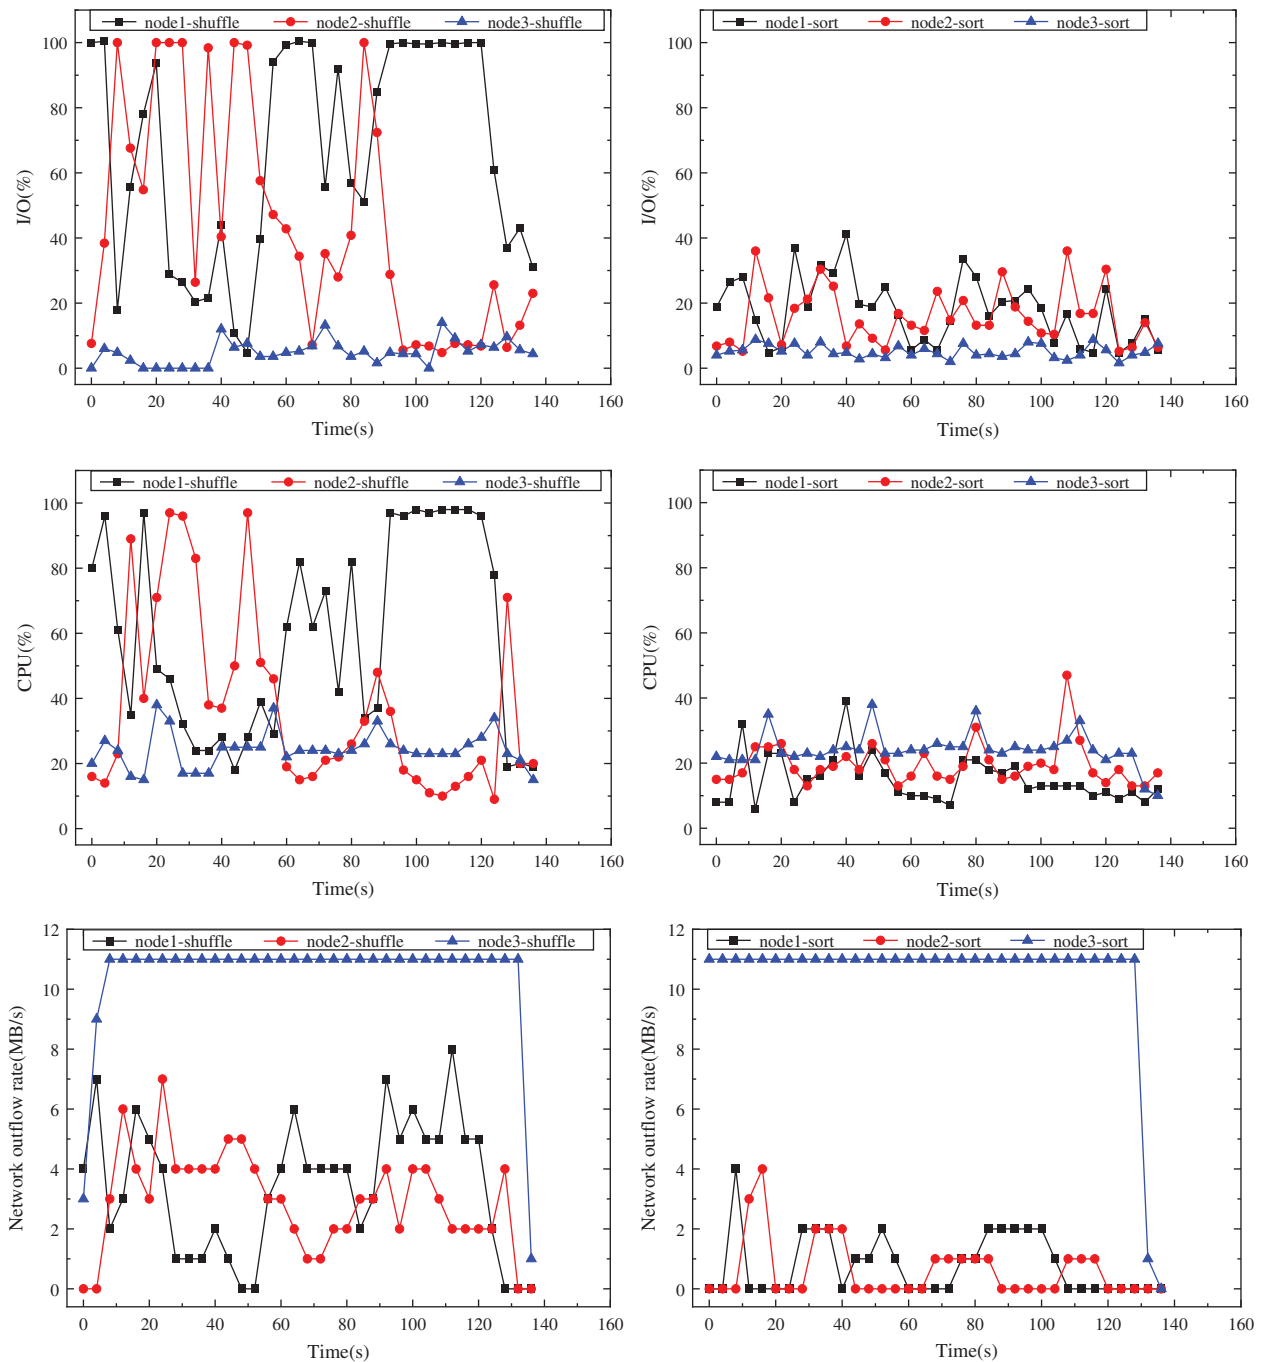 node1-shuffle node2-shuffle node3-shuffle
100
80
60
40
20
0
I/O(%)
0 20 40 60 80 100 120 140 160
Time(s)
node1-sort node2-sort node3-sort
100
80
60
40
20
0
I/O(%)
0 20 40 60 80 100 120 140 160
Time(s)
node1-shuffle node2-shuffle node3-shuffle
100
80
60
40
20
0
CPU(%)
0 20 40 60 80 100 120 140 160
Time(s)
node1-sort node2-sort node3-sort
100
80
60
40
20
0
CPU(%)
0 20 40 60 80 100 120 140 160
Time(s)
node1-shuffle node2-shuffle node3-shuffle
12
10
8
6
4
2
0
Network outflow rate(MB/s)
0 20 40 60 80 100 120 140 160
Time(s)
node1-sort node2-sort node3-sort
12
10
8
6
4
2
0
Network outflow rate(MB/s)
0 20 40 60 80 100 120 140 160
Time(s)